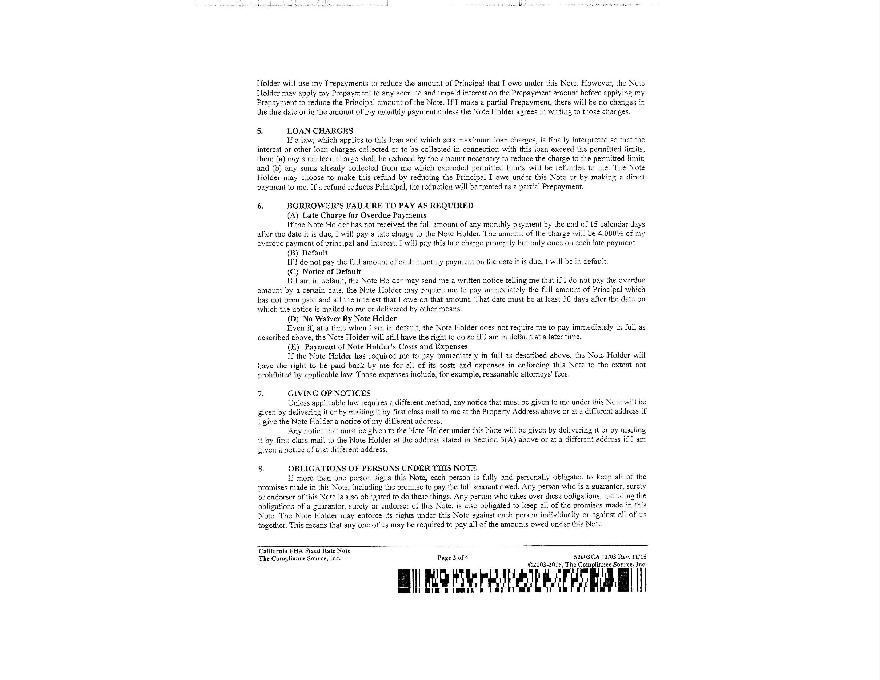 Holder will use my Prepayments to reduce the amount of Principal that I owe under this Note. However, the Note
Holder may apply my Prepayment to any accrued and unpaid interest on the Prepayment amount before applying my
Prepayment to reduce the Principal amount of the Note. If I make a partial Prepayment, there will be no changes in
the due date or in the amount of my monthly payment unless the Note Holder agrees in writing to those changes.
5. LOAN CHARGES
If a law, which applies to this loan and which sets maximum loan charges, is finally interpreted so that the
interest or other loan charges collected or to be collected in connection with this loan exceed the permitted limits,
then: (a) any such loan charge shall be reduced by the amount necessary to reduce the charge to the permitted limit;
and (b) any sums already collected from me which exceeded permitted limits will be refunded to me. The Note
Holder may choose to make this refund by reducing the Principal I owe under this Note or by making a direct
payment to me. If a refund reduces Principal, the reduction will be treated as a partial Prepayment.
6. BORROWER'S FAILURE TO PAY AS REQUIRED
(A) Late Charge for Overdue Payments
If the Note Holder has not received the full amount of any monthly payment by the end of 15 calendar days
after the date it is due, I will pay a late charge to the Note Holder. The amount of the charge will be 4.000% of my
overdue payment of principal and interest. I will pay this late charge promptly but only once on each late payment.
(B) Default
If I do not pay the full amount of each monthly payment on the date it is due, I will be in default.
(C) Notice of Default
If I am in default, the Note Holder may send me a written notice telling me that if I do not pay the overdue
amount by a certain date, the Note Holder may require me to pay immediately the full amount of Principal which
has not been paid and all the interest that I owe on that amount. That date must be at least 30 days after the date on
which the notice is mailed to me or delivered by other means.
(D) No Waiver By Note Holder
Even if, at a time when I am in default, the Note Holder does not require me to pay immediately in full as
described above, the Note Holder will still have the right to do so if I am in default at a later time.
(E) Payment of Note Holder's Costs and Expenses
If the Note Holder has required me to pay immediately in full as described above, the Note Holder will
have the right to be paid back by me for all of its costs and expenses in enforcing this Note to the extent not
prohibited by applicable law. Those expenses include, for example, reasonable attorneys' fees.
7. GIVING OF NOTICES
Unless applicable law requires a different method, any notice that must be given to me under this Note will be
given by delivering it or by mailing it by first class mail to me at the Property Address above or at a different address if
I give the Note Holder a notice of my different address.
Any notice that must be given to the Note Holder under this Note will be given by delivering it or by mailing
it by first class mail to the Note Holder at the address stated in Section 3(A) above or at a different address if I am
given a notice of that different address.
8. OBLIGATIONS OF PERSONS UNDER THIS NOTE
If more than one person signs this Note, each person is fully and personally obligated to keep all of the
promises made in this Note, including the promise to pay the full amount owed. Any person who is a guarantor, surety
or endorser of this Note is also obligated to do these things. Any person who takes over these obligations, including the
obligations of a guarantor, surety or endorser of this Note, is also obligated to keep all of the promises made in this
Note. The Note Holder may enforce its rights under this Note against each person individually or against all of us
together. This means that any one of us may be required to pay all of the amounts owed under this Note.
California FHA Fixed Rate Note
The Compliance Source, Inc.
Page 2 of
Rev. 11/15
The Compliance Source, Inc.